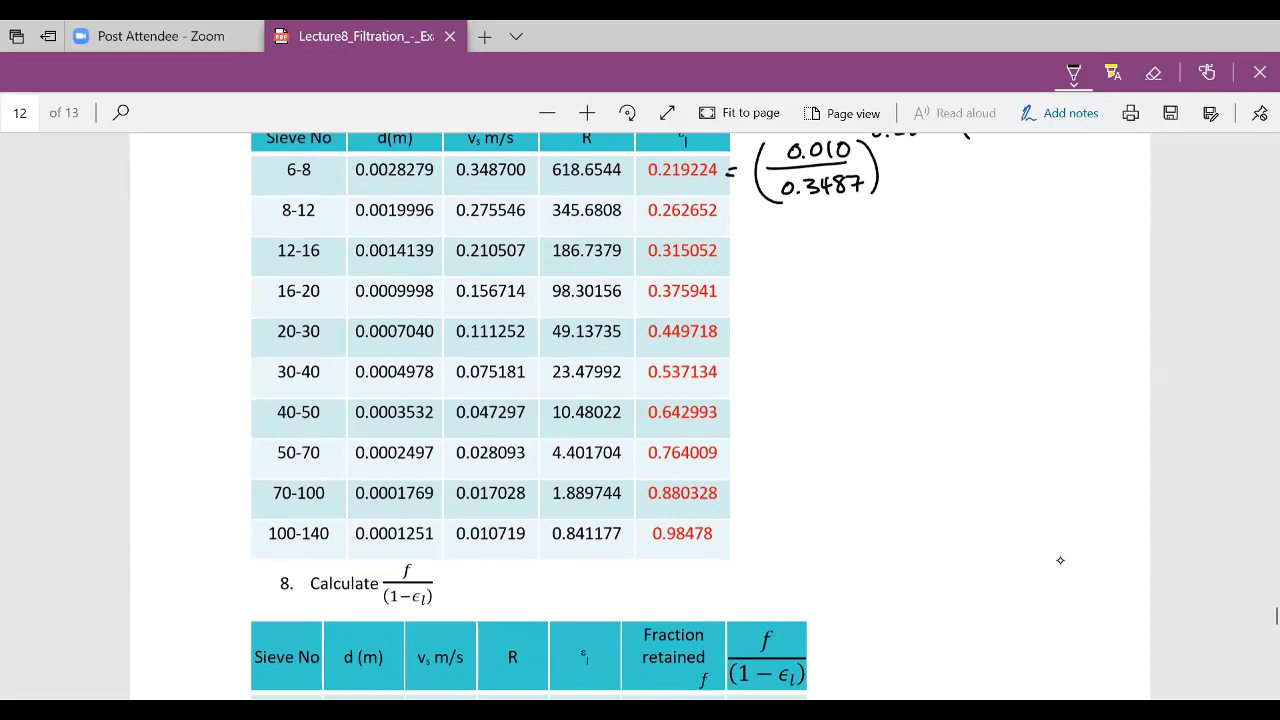 Post Attendee - Zoom
Lecture8_Filtration_-_Ex
12 of 13
Fit to page
Page view
Read aloud
Add notes
Sieve No d(m) vs m/s R εl
6-8 0.0028279 0.348700 618.6544 0.219224 = (0.010 / 0.3487)
8-12 0.0019996 0.275546 345.6808 0.262652
12-16 0.0014139 0.210507 186.7379 0.315052
16-20 0.0009998 0.156714 98.30156 0.375941
20-30 0.0007040 0.111252 49.13735 0.449718
30-40 0.0004978 0.075181 23.47992 0.537134
40-50 0.0003532 0.047297 10.48022 0.642993
50-70 0.0002497 0.028093 4.401704 0.764009
70-100 0.0001769 0.017028 1.889744 0.880328
100-140 0.0001251 0.010719 0.841177 0.98478
8. Calculate f / (1−ϵl)
Sieve No d (m) vs m/s R εl Fraction retained f f / (1 − ϵl)